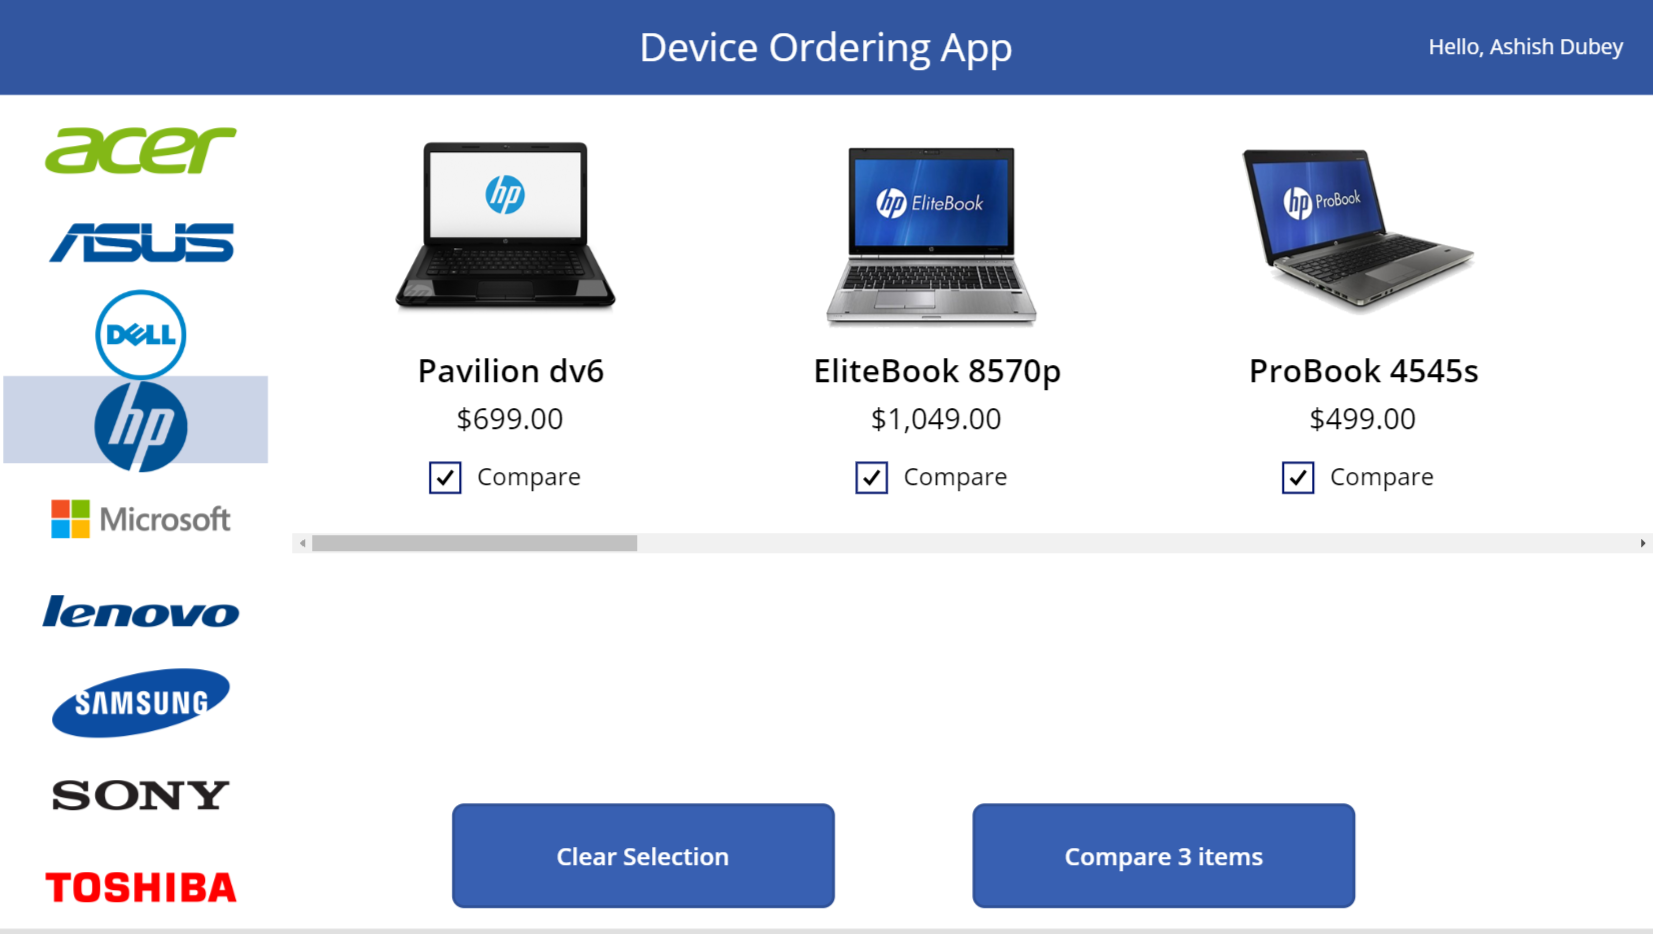 Device Ordering App
Hello, Ashish Dubey
acer
ASUS
DELL
hp
Microsoft
lenovo
SAMSUNG
SONY
TOSHIBA
hp
hp EliteBook
hp ProBook
Pavilion dv6
EliteBook 8570p
ProBook 4545s
$699.00
$1,049.00
$499.00
Compare
Compare
Compare
Clear Selection
Compare 3 items